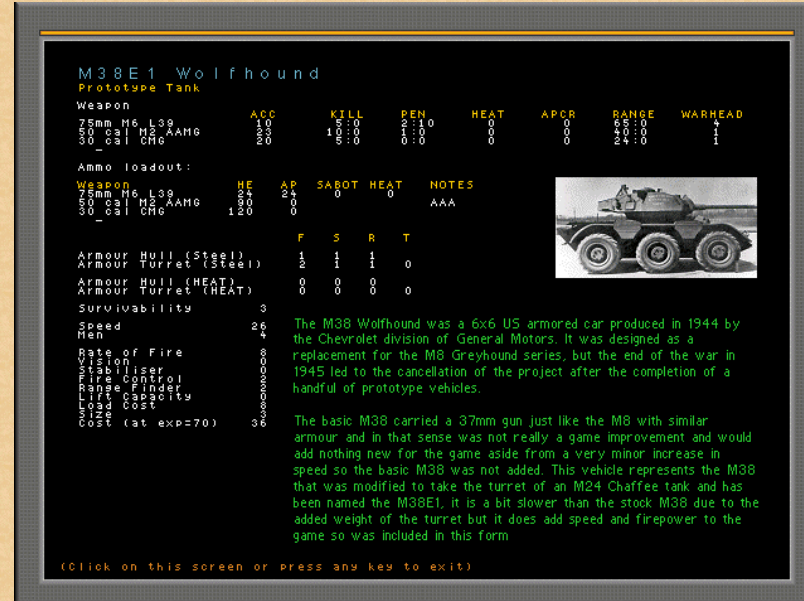 M38E1 Wolfhound
Prototype Tank
Weapon ACC KILL PEN HEAT APCR RANGE WARHEAD
75mm M6 L39 10 5:0 2:10 0 0 65:0 4
50 cal M2 AAMG 23 10:0 1:0 0 0 40:0 1
30 cal CMG 20 5:0 0:0 0 0 24:0 1
Ammo loadout:
Weapon HE AP SABOT HEAT NOTES
75mm M6 L39 24 24 0 0
50 cal M2 AAMG 90 0 AAA
30 cal CMG 120 0
F S R T
Armour Hull (Steel) 1 1 1
Armour Turret (Steel) 2 1 1 0
Armour Hull (HEAT) 0 0 0
Armour Turret (HEAT) 0 0 0 0
Survivability 3
Speed 26
Men 4
Rate of Fire 8
Vision 0
Stabiliser 0
Fire Control 2
Range Finder 2
Lift Capacity 0
Load Cost 8
Size 3
Cost (at exp=70) 36
The M38 Wolfhound was a 6x6 US armored car produced in 1944 by
the Chevrolet division of General Motors. It was designed as a
replacement for the M8 Greyhound series, but the end of the war in
1945 led to the cancellation of the project after the completion of a
handful of prototype vehicles.
The basic M38 carried a 37mm gun just like the M8 with similar
armour and in that sense was not really a game improvement and would
add nothing new for the game aside from a very minor increase in
speed so the basic M38 was not added. This vehicle represents the M38
that was modified to take the turret of an M24 Chaffee tank and has
been named the M38E1, it is a bit slower than the stock M38 due to the
added weight of the turret but it does add speed and firepower to the
game so was included in this form
(Click on this screen or press any key to exit)